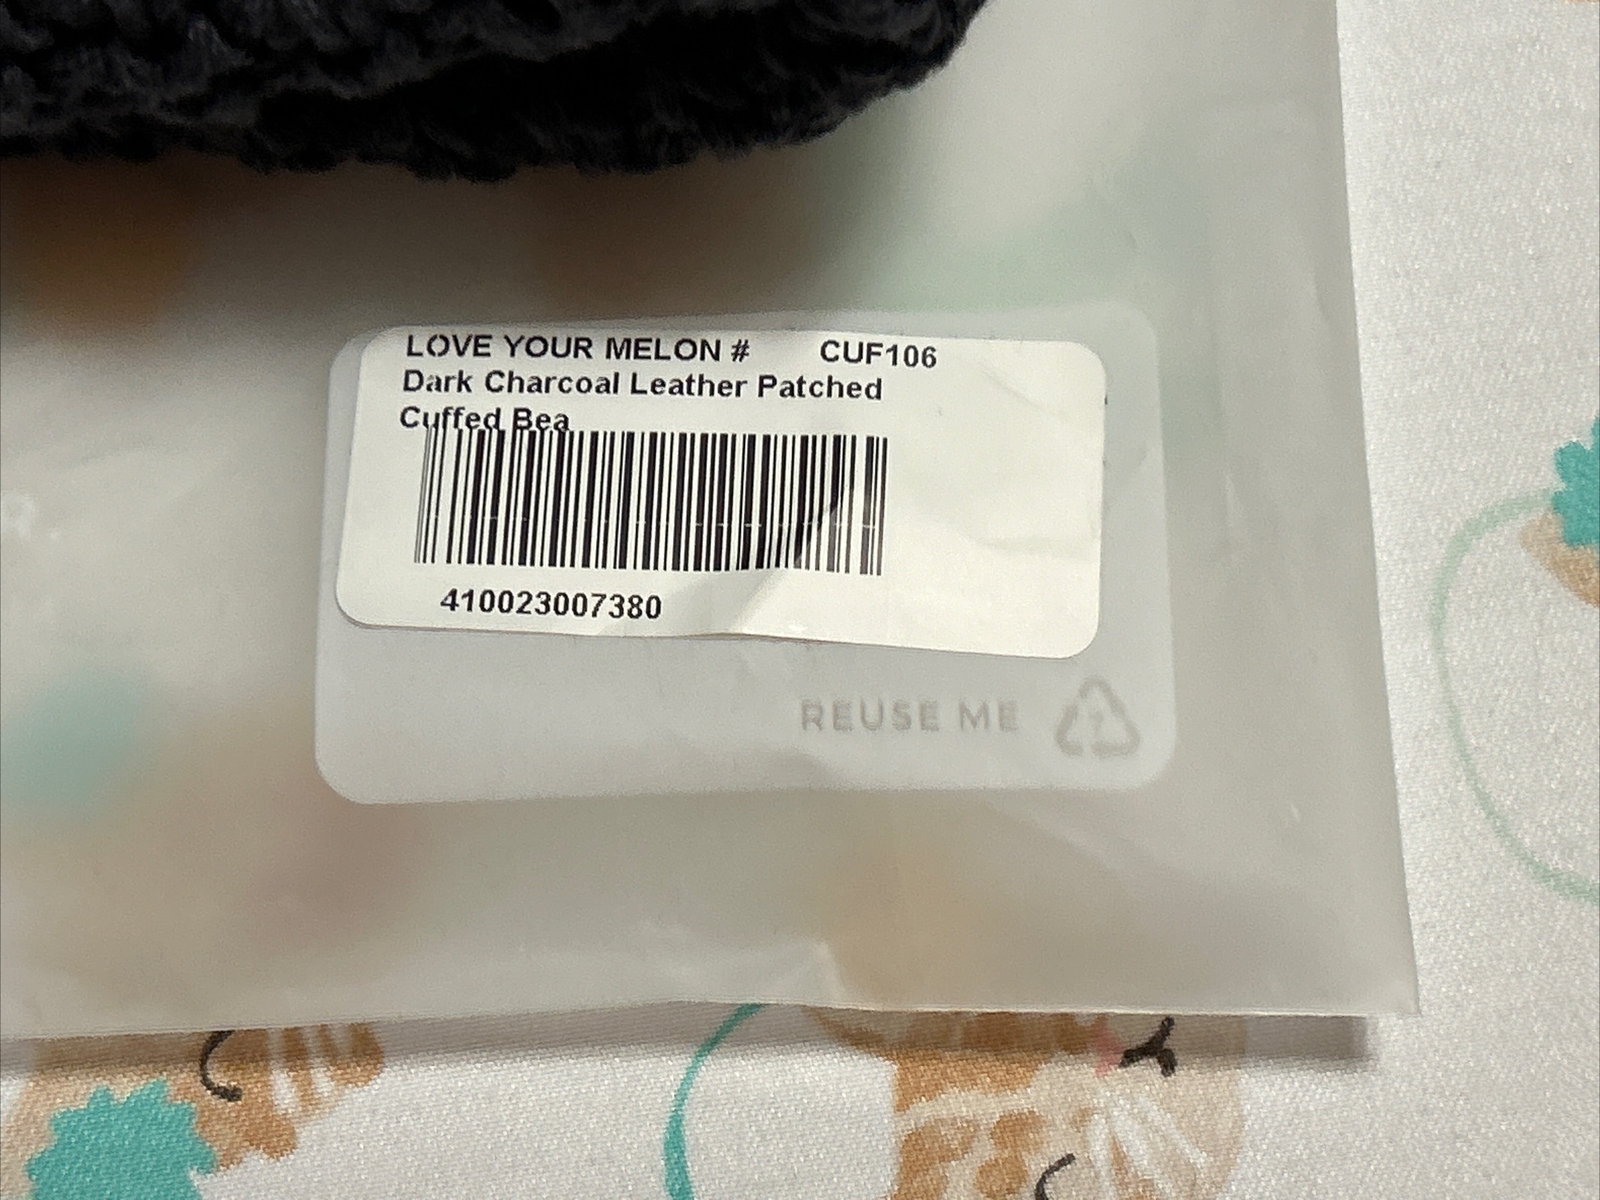 LOVE YOUR MELON # CUF106
Dark Charcoal Leather Patched
Cuffed Bea
410023007380
REUSE ME